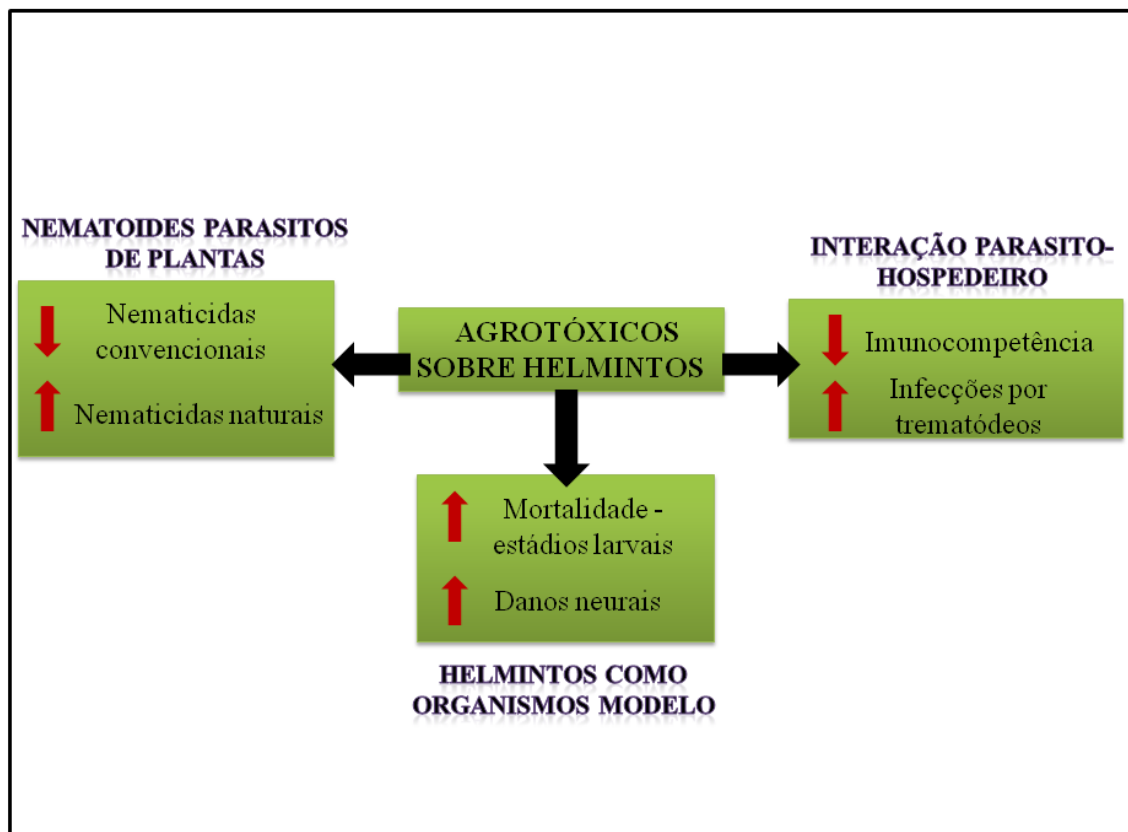 NEMATOIDES PARASITOS
DE PLANTAS
Nematicidas
convencionais
Nematicidas naturais
AGROTÓXICOS
SOBRE HELMINTOS
INTERAÇÃO PARASITO-
HOSPEDEIRO
Imunocompetência
Infecções por
trematódeos
Mortalidade -
estádios larvais
Danos neurais
HELMINTOS COMO
ORGANISMOS MODELO